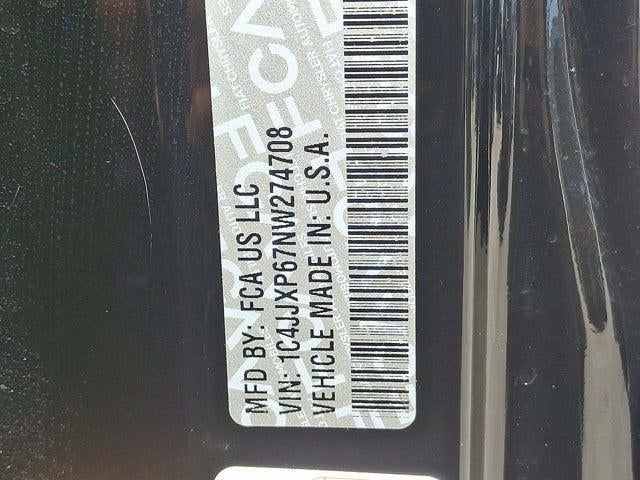 MFD BY: FCA US LLC
VIN: 1C4JJXP67NW274708
VEHICLE MADE IN: U.S.A.